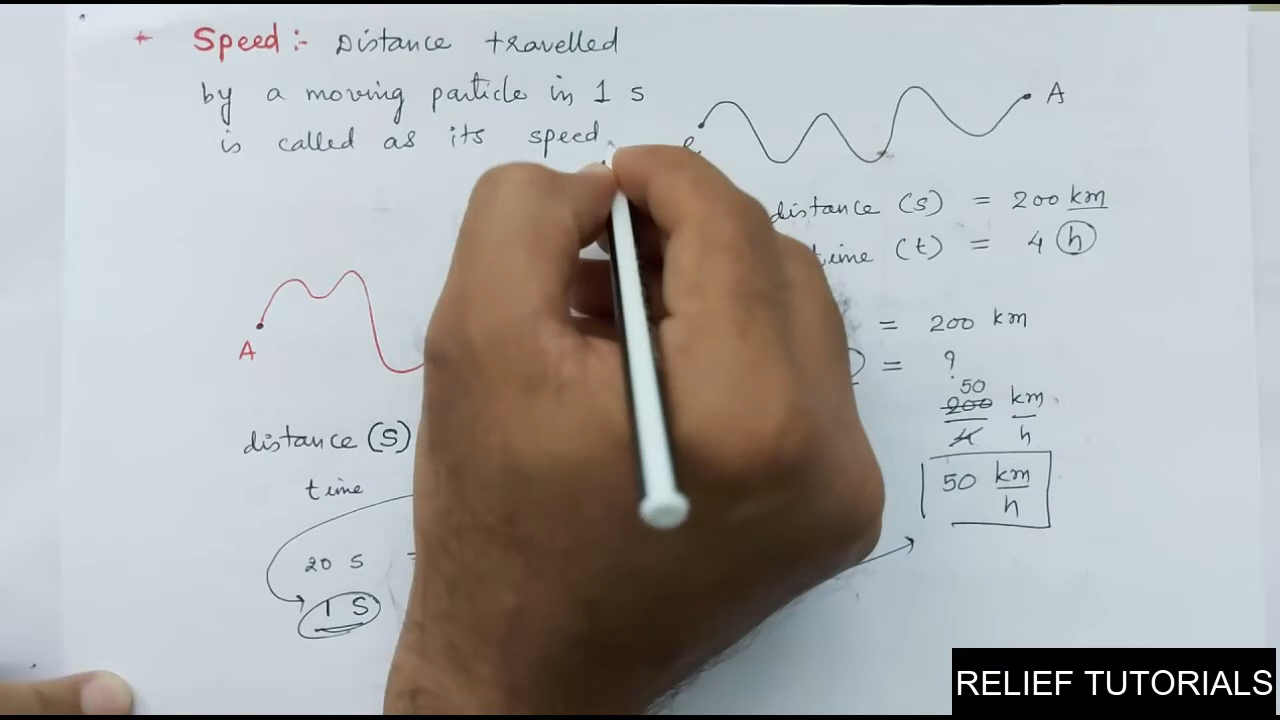 * Speed :- Distance travelled
by a moving particle in 1 s
is called as its speed
A
distance (s) = 200 km
time (t) = 4 h
= 200 km
= ?
50
200 km
4 h
50 km
h
A
distance (S)
time
20 s =
1 S
RELIEF TUTORIALS